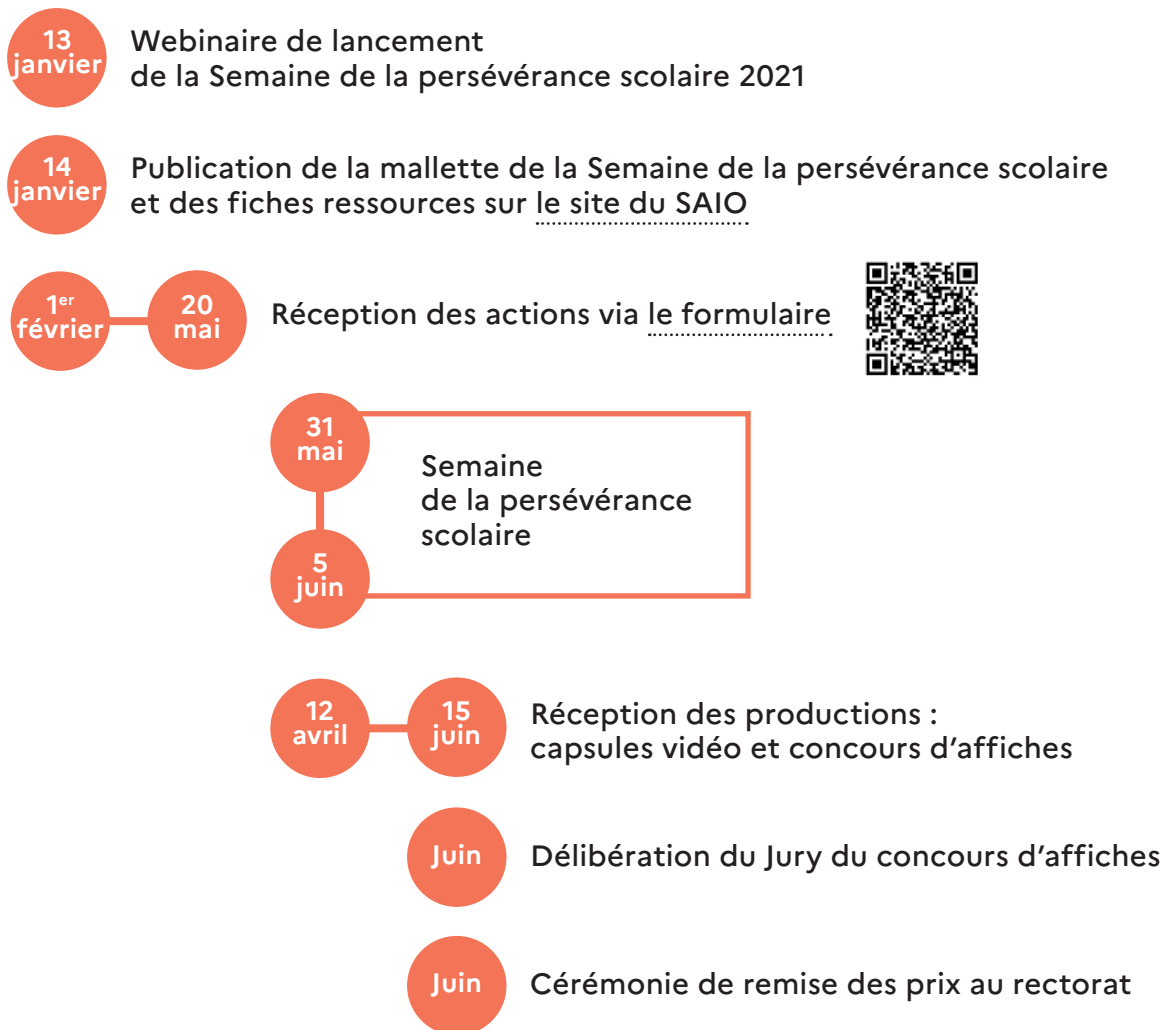 13
janvier
Webinaire de lancement
de la Semaine de la persévérance scolaire 2021
14
janvier
Publication de la mallette de la Semaine de la persévérance scolaire
et des fiches ressources sur le site du SAIO
1er
février
20
mai
Réception des actions via le formulaire
31
mai
5
juin
Semaine
de la persévérance
scolaire
12
avril
15
juin
Réception des productions :
capsules vidéo et concours d’affiches
Juin
Délibération du Jury du concours d’affiches
Juin
Cérémonie de remise des prix au rectorat